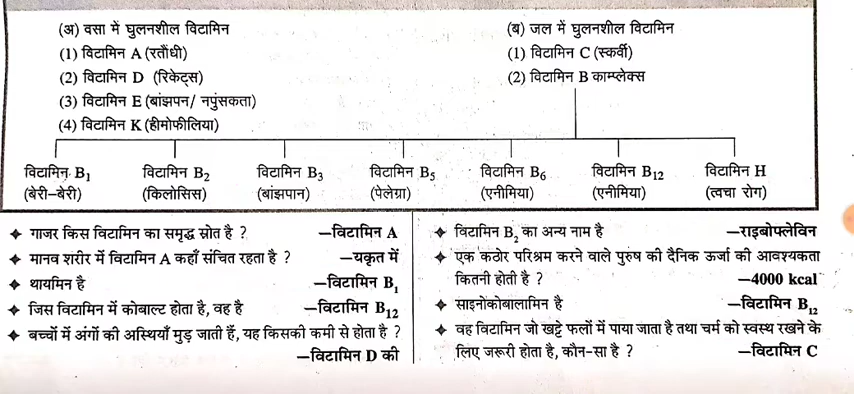 (अ) वसा में घुलनशील विटामिन
(1) विटामिन A (रतौंधी)
(2) विटामिन D (रिकेट्स)
(3) विटामिन E (बांझपन/ नपुंसकता)
(4) विटामिन K (हीमोफीलिया)
(ब) जल में घुलनशील विटामिन
(1) विटामिन C (स्कर्वी)
(2) विटामिन B काम्प्लेक्स
विटामिन B₁ विटामिन B₂ विटामिन B₃ विटामिन B₅ विटामिन B₆ विटामिन B₁₂ विटामिन H
(बेरी–बेरी) (किलोसिस) (बांझपान) (पेलेग्रा) (एनीमिया) (एनीमिया) (त्वचा रोग)
✦ गाजर किस विटामिन का समृद्ध स्रोत है ? –विटामिन A
✦ मानव शरीर में विटामिन A कहाँ संचित रहता है ? –यकृत में
✦ थायमिन है –विटामिन B₁
✦ जिस विटामिन में कोबाल्ट होता है, वह है –विटामिन B₁₂
✦ बच्चों में अंगों की अस्थियाँ मुड़ जाती हैं, यह किसकी कमी से होता है ?
–विटामिन D की
✦ विटामिन B₂ का अन्य नाम है –राइबोफ्लेविन
✦ एक कठोर परिश्रम करने वाले पुरुष की दैनिक ऊर्जा की आवश्यकता
कितनी होती है ? –4000 kcal
✦ साइनोकोबालामिन है –विटामिन B₁₂
✦ वह विटामिन जो खट्टे फलों में पाया जाता है तथा चर्म को स्वस्थ रखने के
लिए जरूरी होता है, कौन-सा है ? –विटामिन C